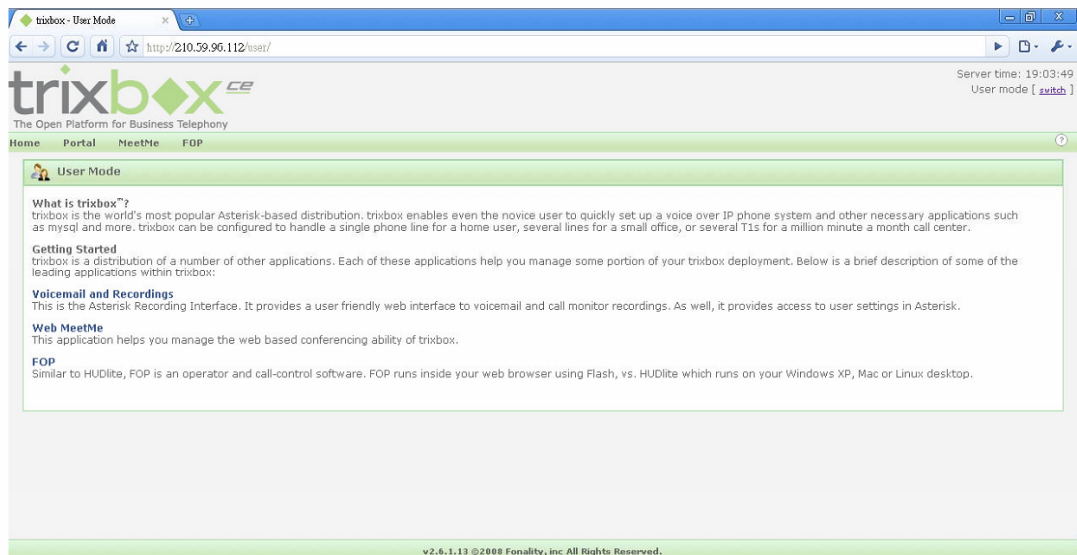 trixbox - User Mode
http://210.59.96.112/user/
trixbox ce
The Open Platform for Business Telephony
Server time: 19:03:49
User mode [ switch ]
Home Portal MeetMe FOP
User Mode
What is trixbox™?
trixbox is the world's most popular Asterisk-based distribution. trixbox enables even the novice user to quickly set up a voice over IP phone system and other necessary applications such
as mysql and more. trixbox can be configured to handle a single phone line for a home user, several lines for a small office, or several T1s for a million minute a month call center.
Getting Started
trixbox is a distribution of a number of other applications. Each of these applications help you manage some portion of your trixbox deployment. Below is a brief description of some of the
leading applications within trixbox:
Voicemail and Recordings
This is the Asterisk Recording Interface. It provides a user friendly web interface to voicemail and call monitor recordings. As well, it provides access to user settings in Asterisk.
Web MeetMe
This application helps you manage the web based conferencing ability of trixbox.
FOP
Similar to HUDlite, FOP is an operator and call-control software. FOP runs inside your web browser using Flash, vs. HUDlite which runs on your Windows XP, Mac or Linux desktop.
v2.6.1.13 ©2008 Fonality, inc All Rights Reserved.